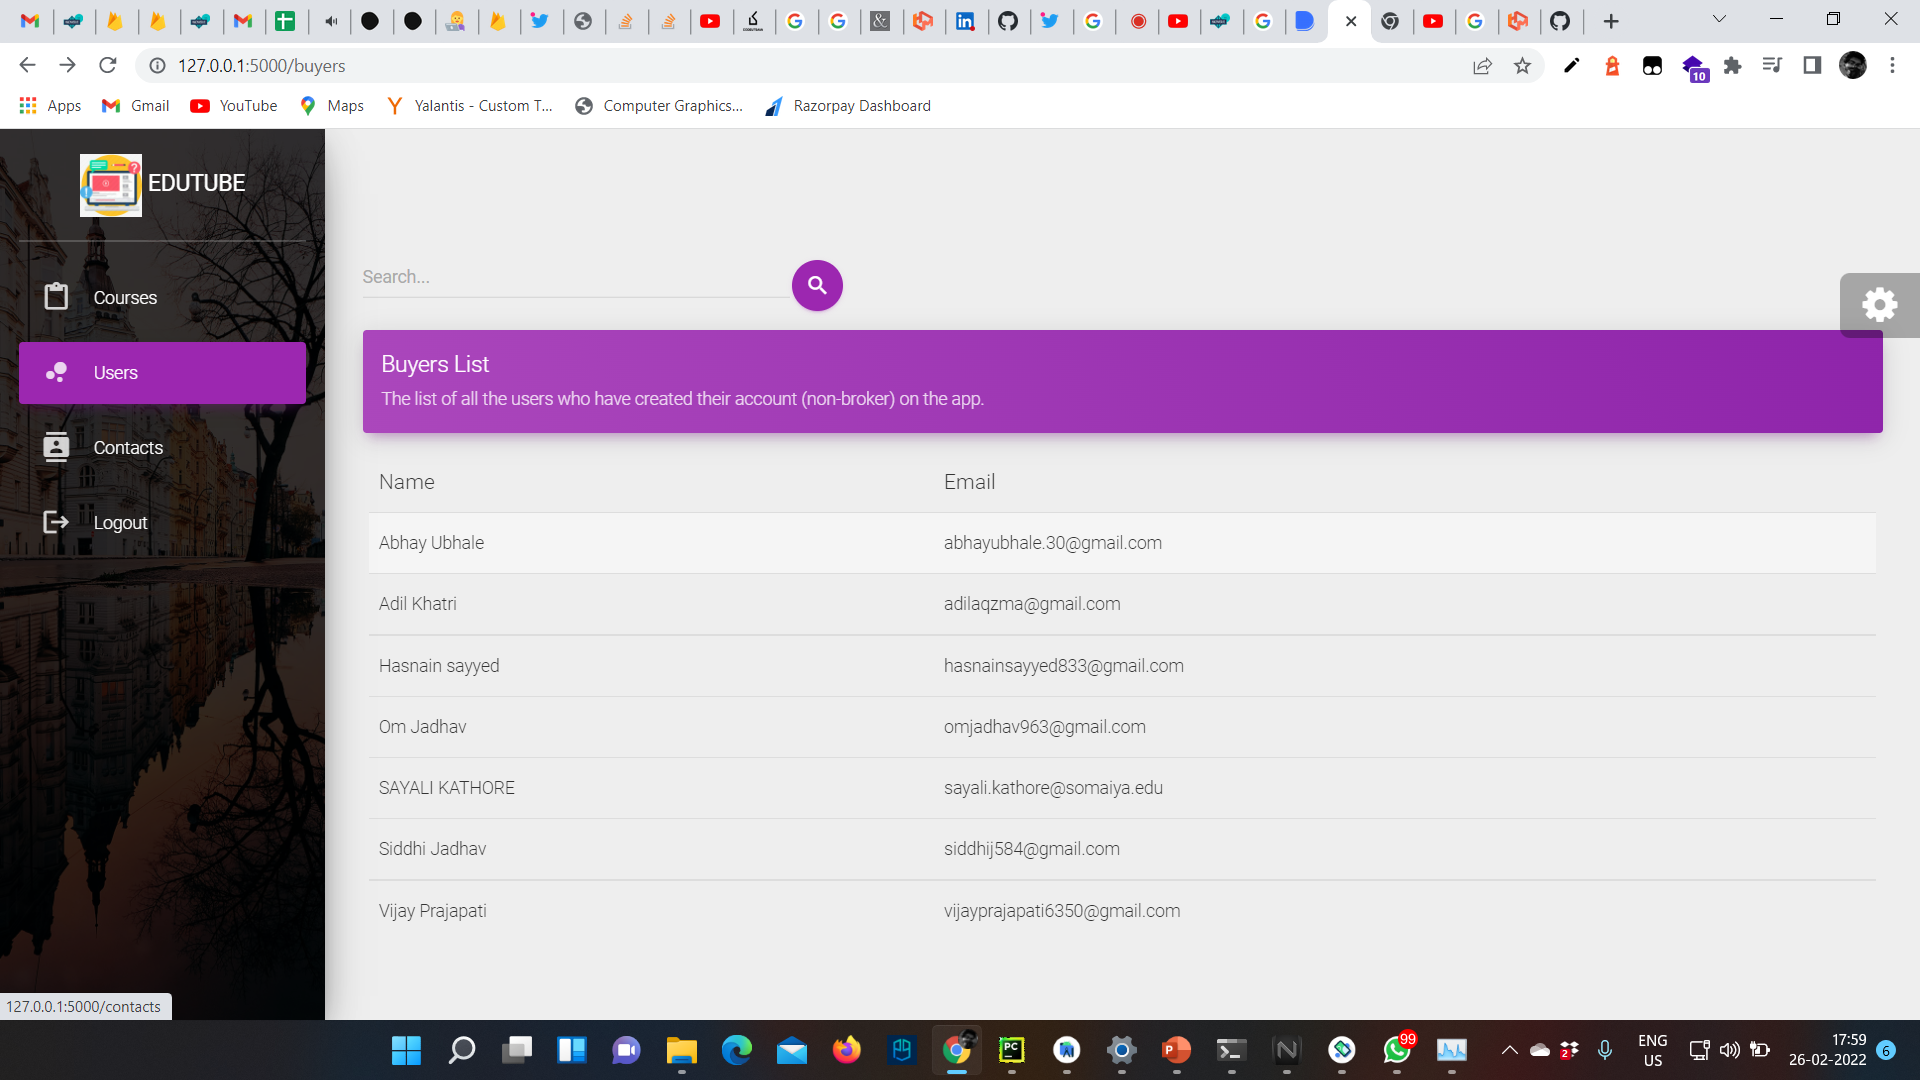 127.0.0.1:5000/buyers
10
Apps
Gmail
YouTube
Maps
Yalantis - Custom T...
Computer Graphics...
Razorpay Dashboard
EDUTUBE
Courses
Users
Contacts
Logout
Search...
Buyers List
The list of all the users who have created their account (non-broker) on the app.
Name Email
Abhay Ubhale abhayubhale.30@gmail.com
Adil Khatri adilaqzma@gmail.com
Hasnain sayyed hasnainsayyed833@gmail.com
Om Jadhav omjadhav963@gmail.com
SAYALI KATHORE sayali.kathore@somaiya.edu
Siddhi Jadhav siddhij584@gmail.com
Vijay Prajapati vijayprajapati6350@gmail.com
127.0.0.1:5000/contacts
PC
P
N
99
2
ENG
US
17:59
26-02-2022
6